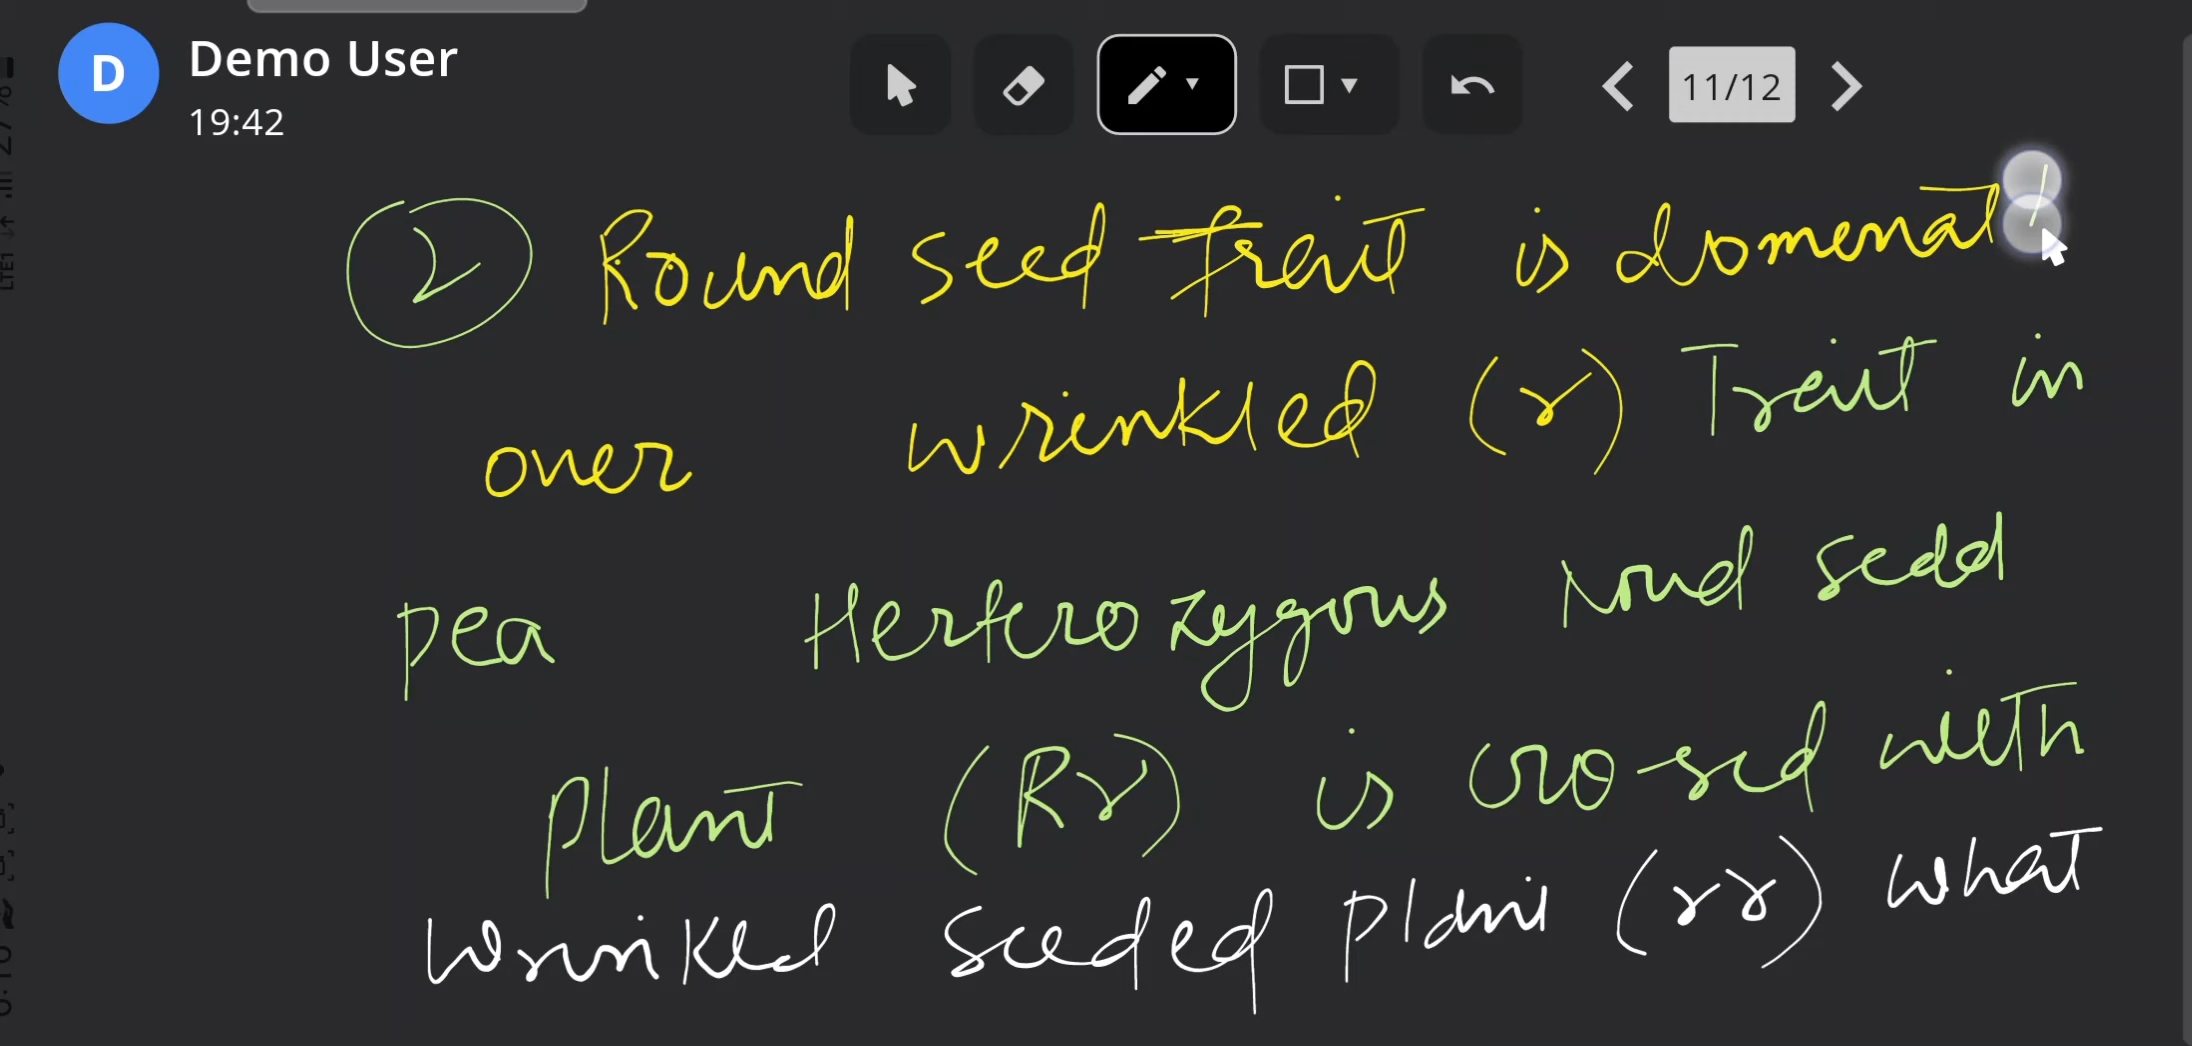 Demo User
19:42
11/12
2 Round seed trait is domenat
over wrinkled (r) Trait in
pea Herterozygous round sedd
plant (Rr) is crossed with
wrinkled seeded plant (rr) what